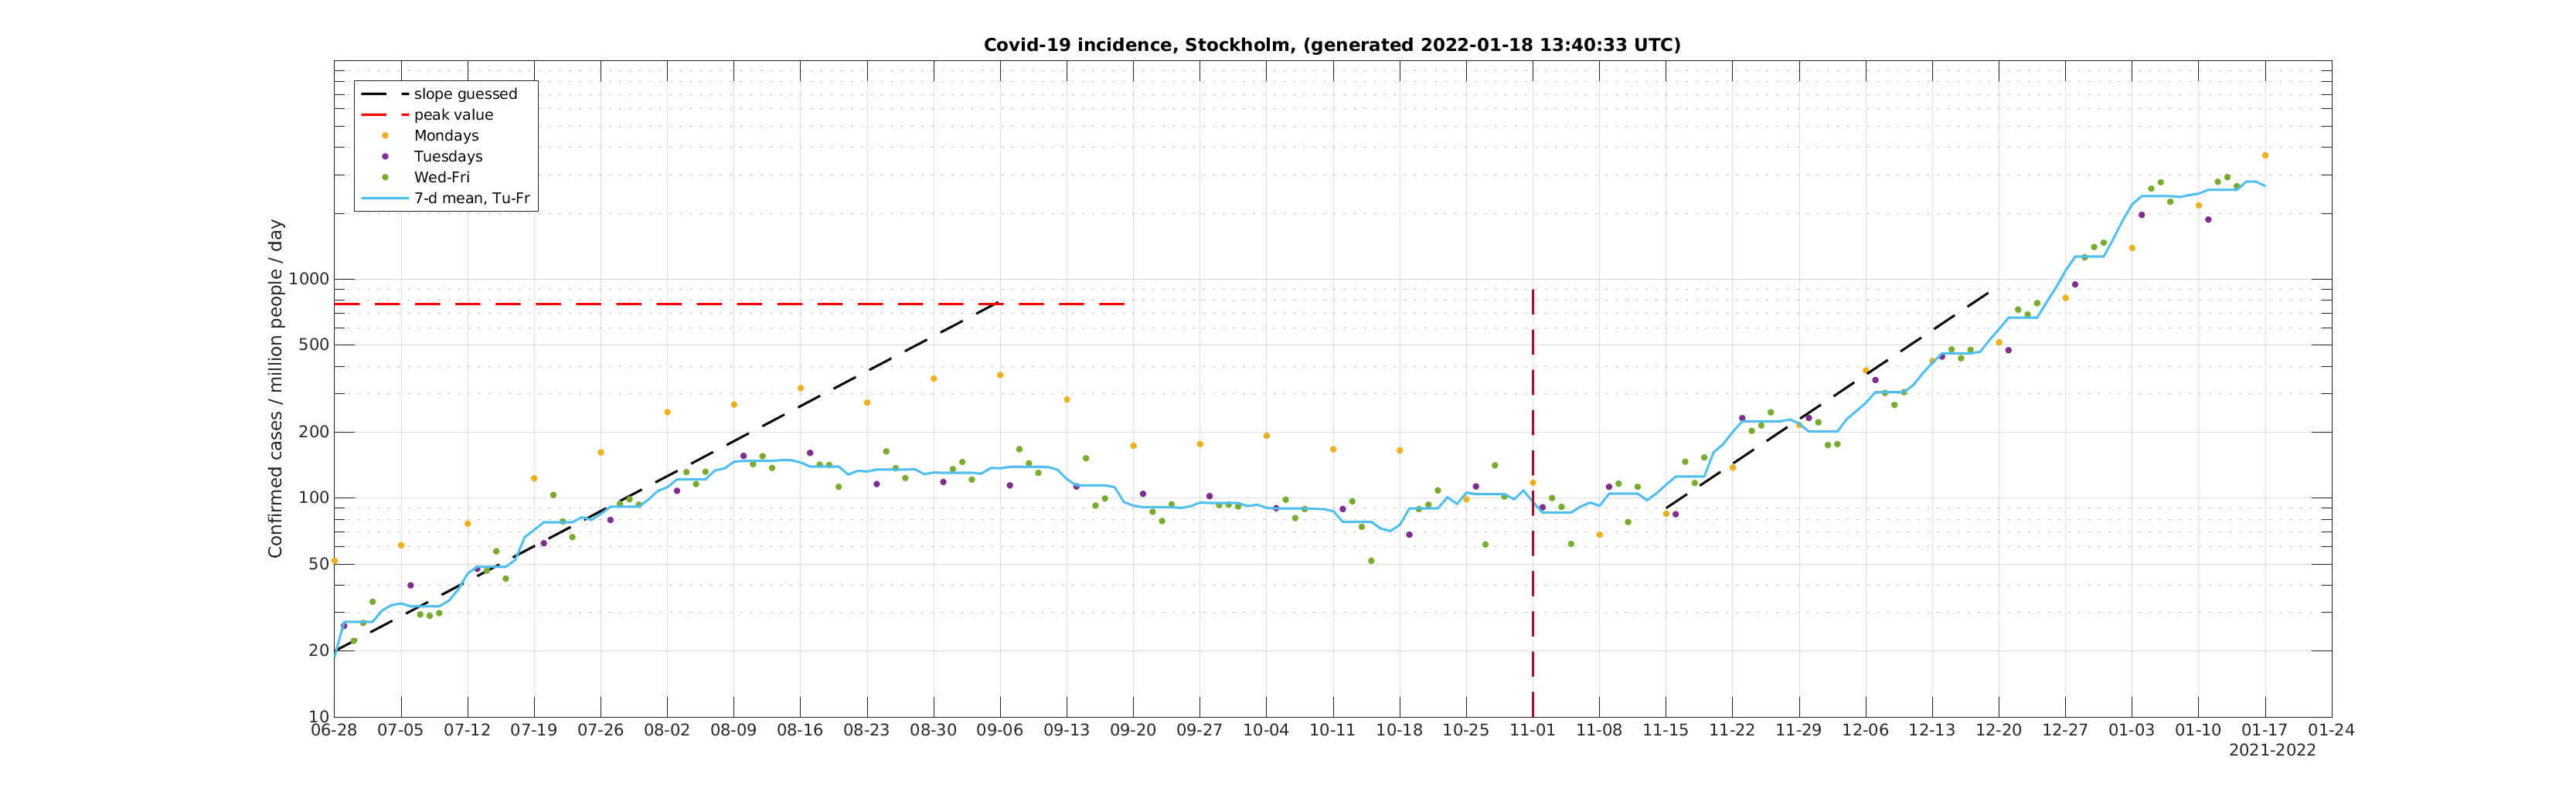 Covid-19 incidence, Stockholm, (generated 2022-01-18 13:40:33 UTC)
slope guessed
peak value
Mondays
Tuesdays
Wed-Fri
7-d mean, Tu-Fr
Confirmed cases / million people / day
1000
500
200
100
50
20
10
06-28 07-05 07-12 07-19 07-26 08-02 08-09 08-16 08-23 08-30 09-06 09-13 09-20 09-27 10-04 10-11 10-18 10-25 11-01 11-08 11-15 11-22 11-29 12-06 12-13 12-20 12-27 01-03 01-10 01-17 01-24
2021-2022